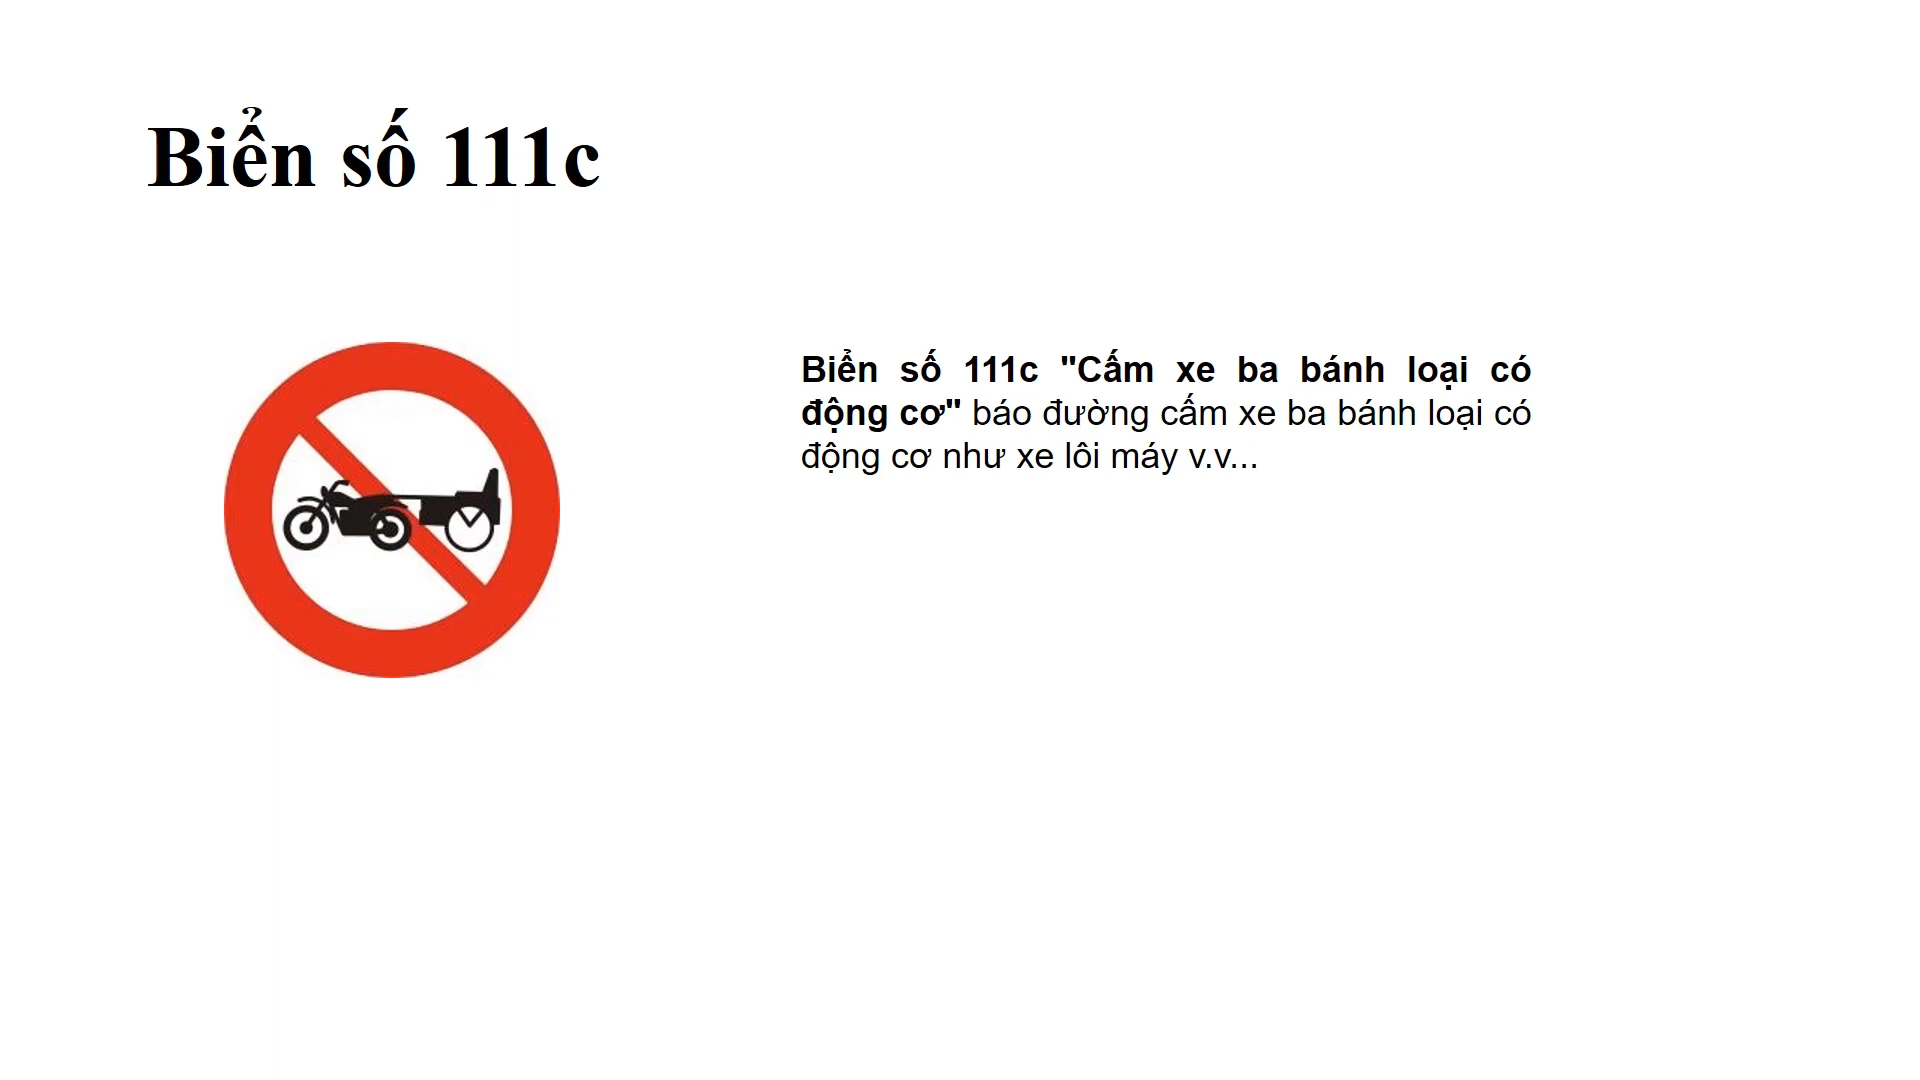 Biển số 111c
Biển số 111c "Cấm xe ba bánh loại có
động cơ" báo đường cấm xe ba bánh loại có
động cơ như xe lôi máy v.v...